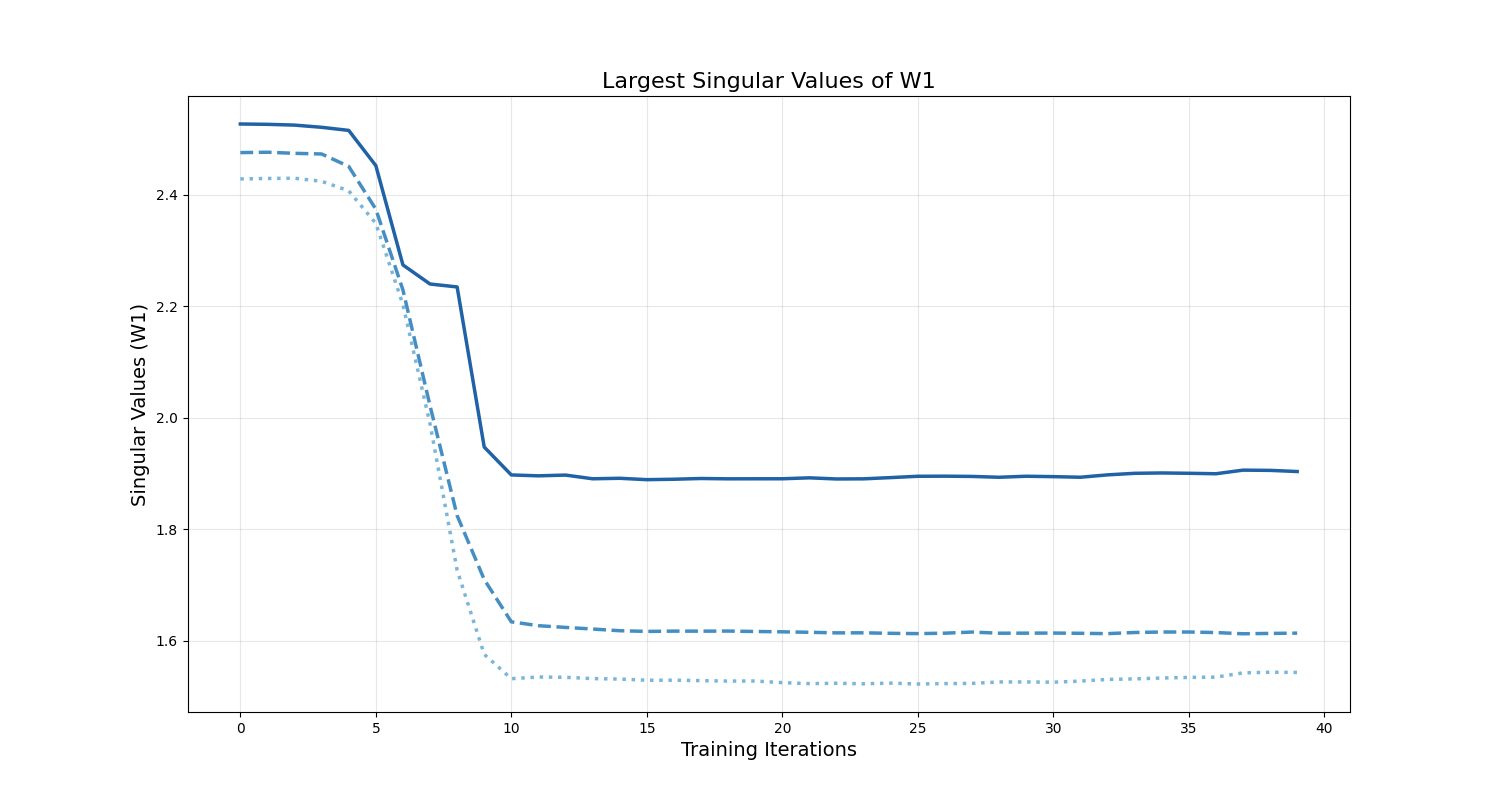 Largest Singular Values of W1
Singular Values (W1)
2.4
2.2
2.0
1.8
1.6
0 5 10 15 20 25 30 35 40
Training Iterations